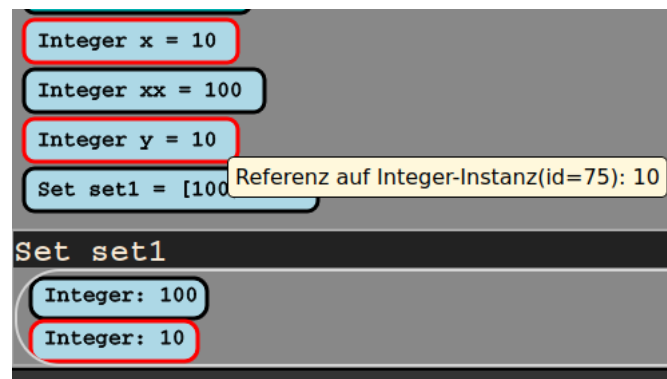 Integer x = 10
Integer xx = 100
Integer y = 10
Referenz auf Integer-Instanz(id=75): 10
Set set1 = [100
Set set1
Integer: 100
Integer: 10